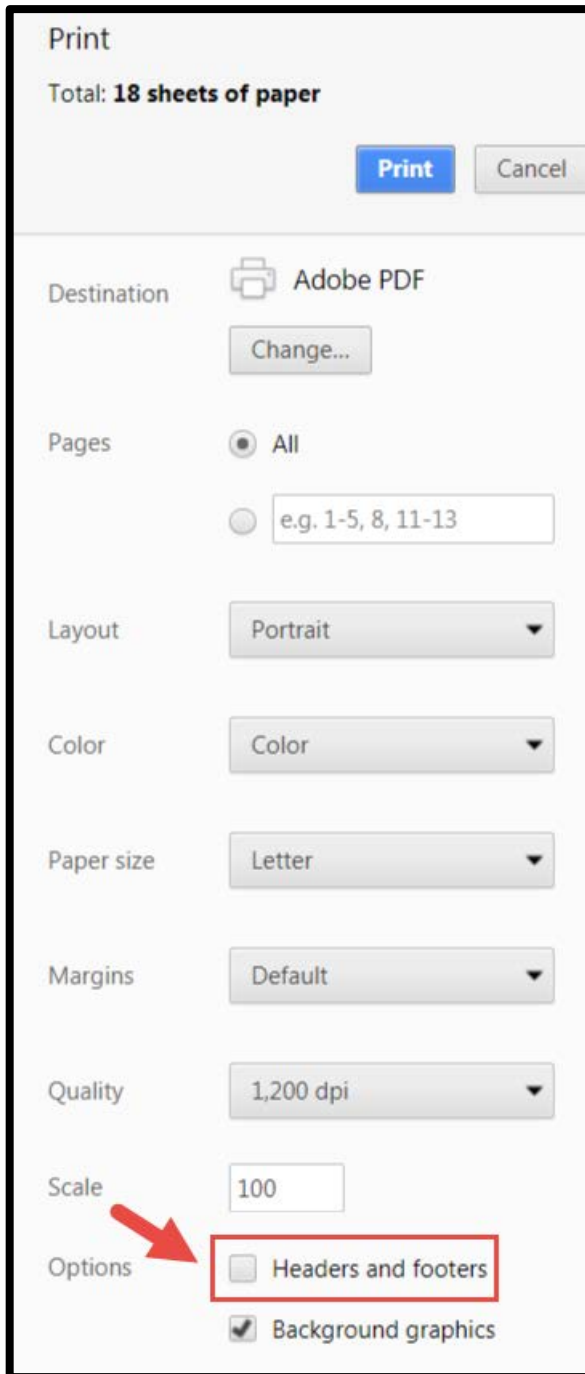 Print
Total: 18 sheets of paper
Print Cancel
Destination Adobe PDF
Change...
Pages All
e.g. 1-5, 8, 11-13
Layout Portrait
Color Color
Paper size Letter
Margins Default
Quality 1,200 dpi
Scale 100
Options Headers and footers
Background graphics